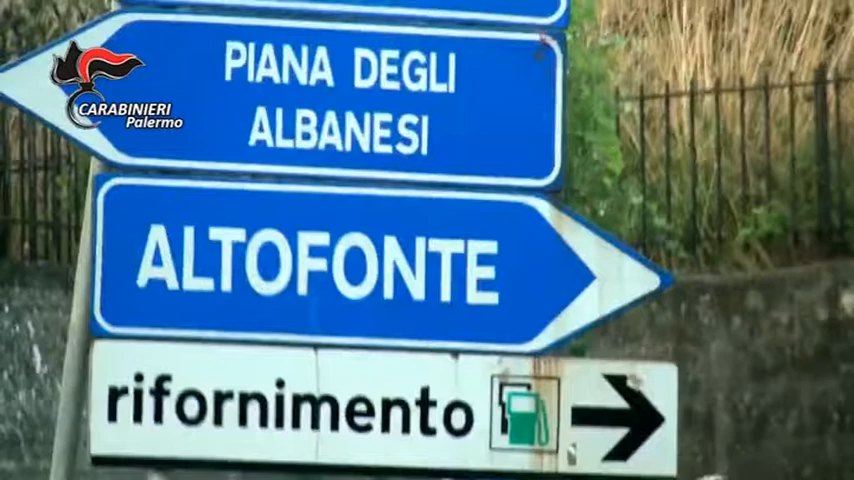 CARABINIERI
Palermo
PIANA DEGLI
ALBANESI
ALTOFONTE
rifornimento